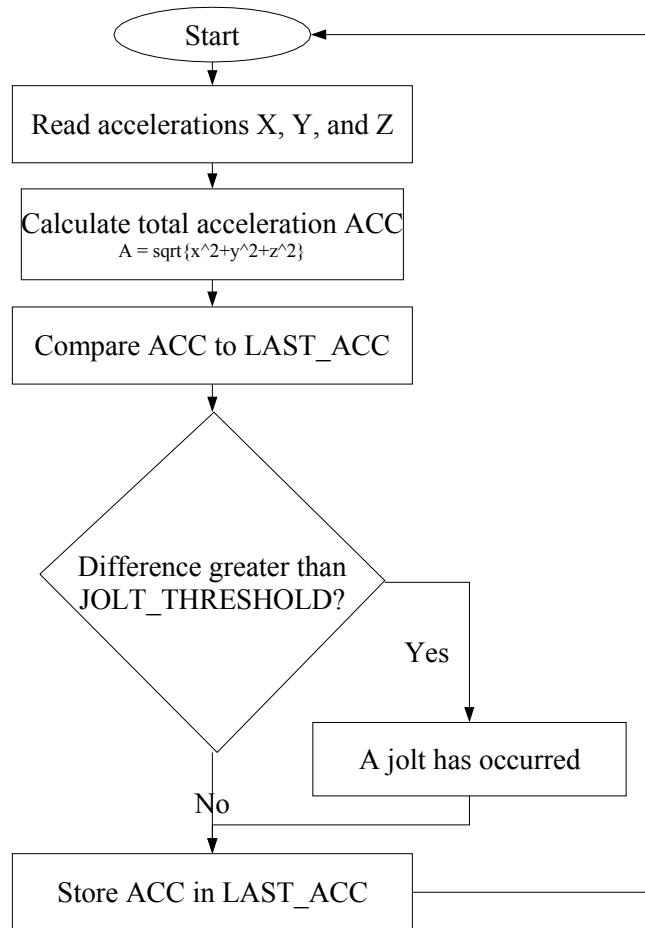 Start
Read accelerations X, Y, and Z
Calculate total acceleration ACC
A = sqrt{x^2+y^2+z^2}
Compare ACC to LAST_ACC
Difference greater than
JOLT_THRESHOLD?
Yes
A jolt has occurred
No
Store ACC in LAST_ACC